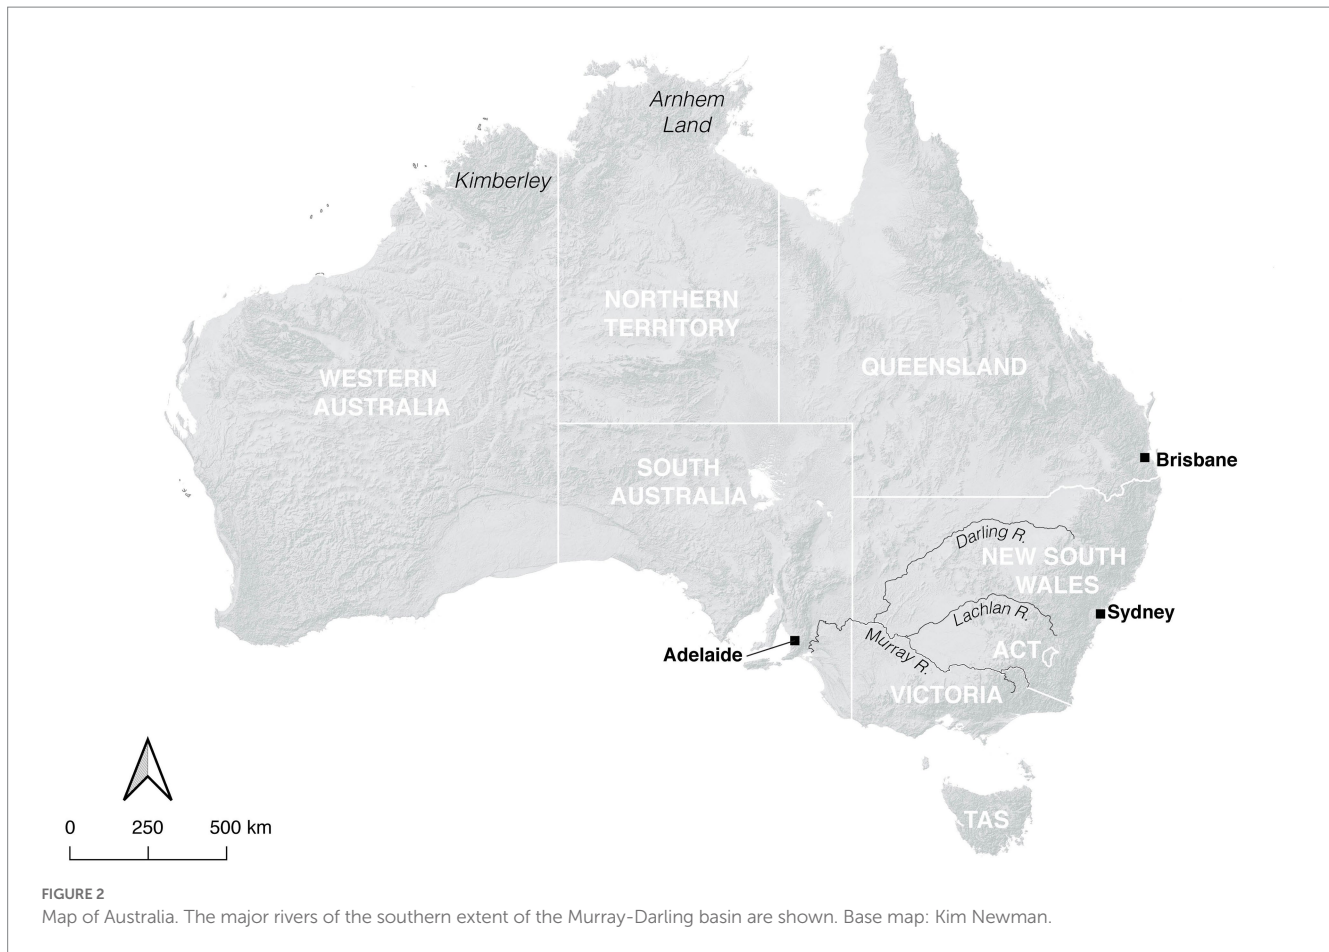 Arnhem
Land
Kimberley
NORTHERN
TERRITORY
QUEENSLAND
WESTERN
AUSTRALIA
SOUTH
AUSTRALIA
Brisbane
Darling R.
NEW SOUTH
WALES
Lachlan R.
Sydney
Murray R.
ACT
Adelaide
VICTORIA
TAS
0 250 500 km
FIGURE 2
Map of Australia. The major rivers of the southern extent of the Murray-Darling basin are shown. Base map: Kim Newman.